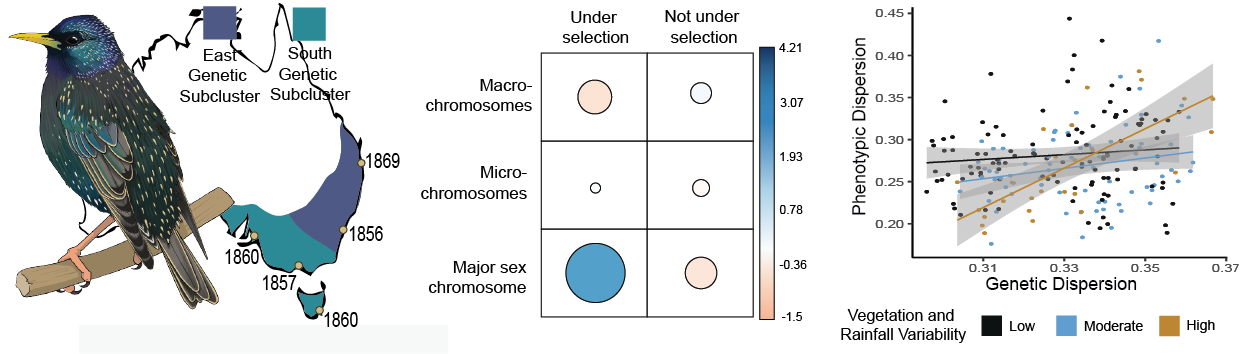 East
Genetic
Subcluster
South
Genetic
Subcluster
1869
1856
1860
1857
1860
Under
selection
Not under
selection
Macro-
chromosomes
Micro-
chromosomes
Major sex
chromosome
4.21
3.07
1.93
0.78
-0.36
-1.5
Phenotypic Dispersion
0.45
0.40
0.35
0.30
0.25
0.20
0.31
0.33
0.35
0.37
Genetic Dispersion
Vegetation and
Rainfall Variability
Low
Moderate
High